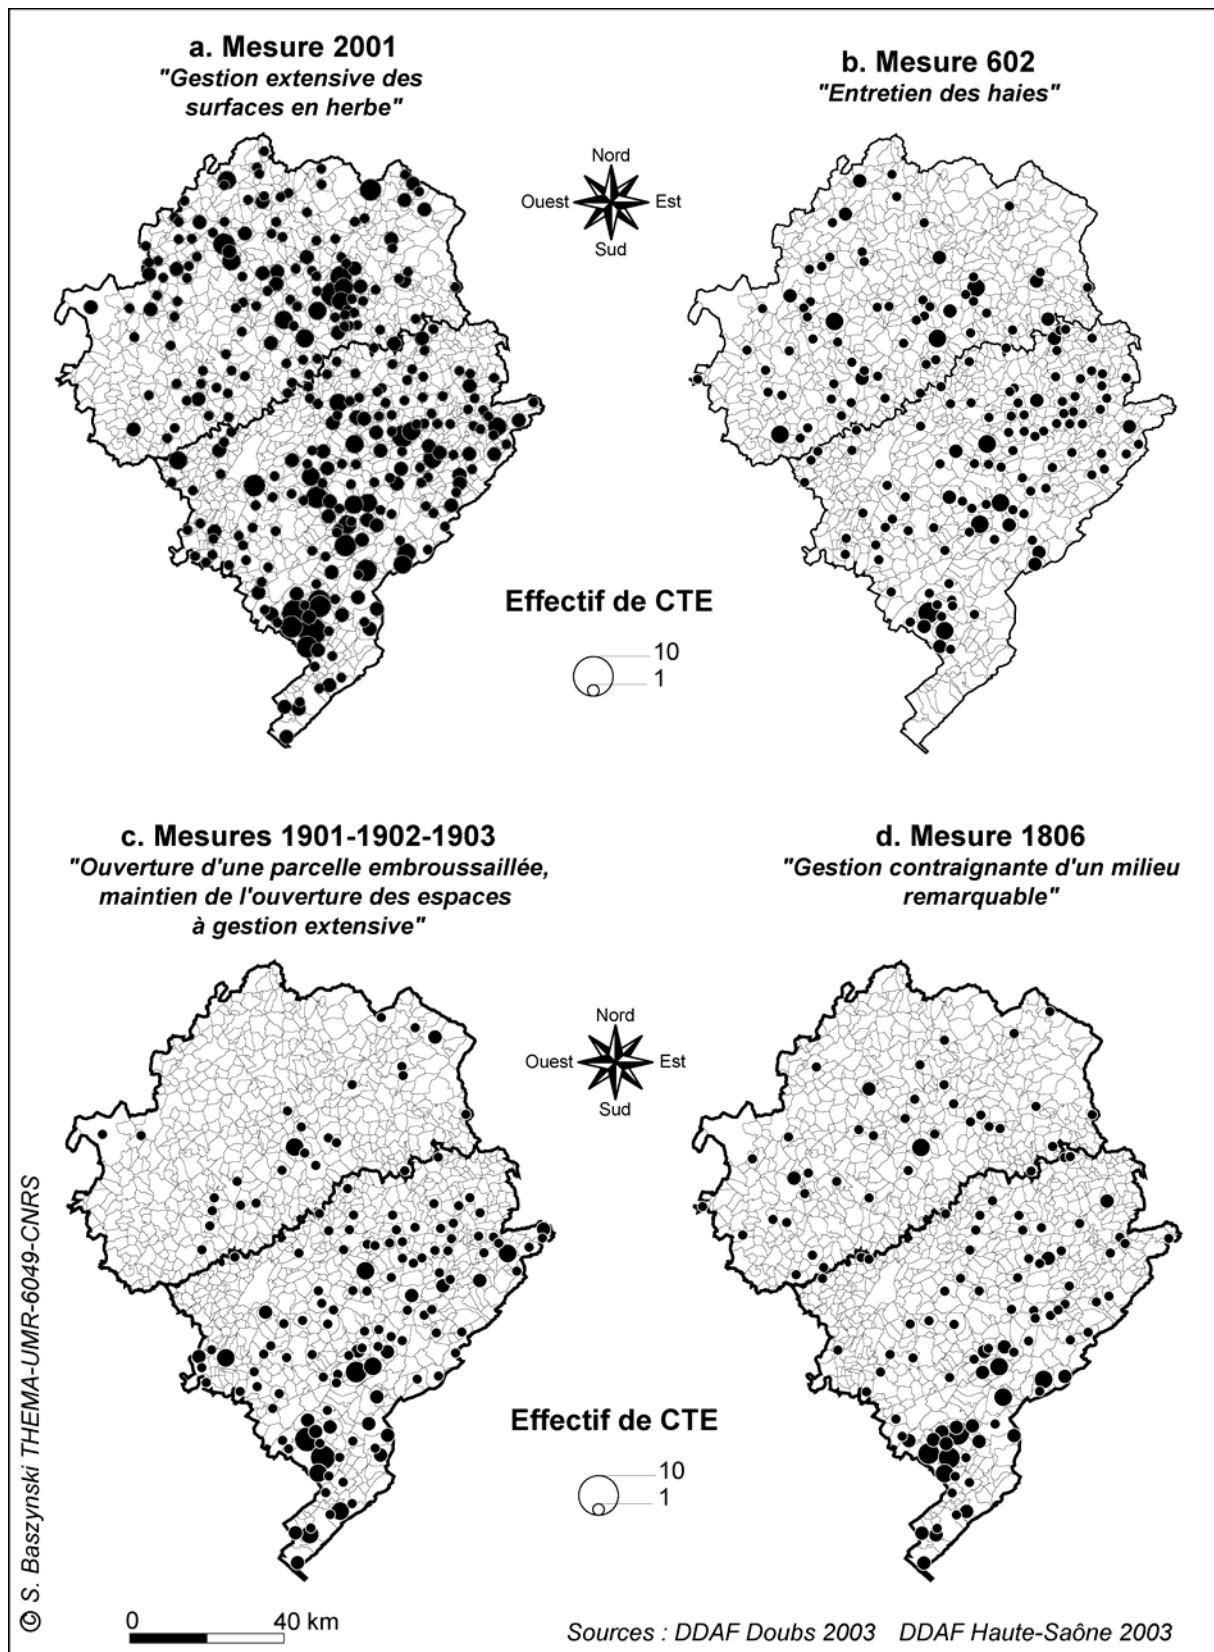 a. Mesure 2001
"Gestion extensive des
surfaces en herbe"
b. Mesure 602
"Entretien des haies"
Nord
Ouest
Est
Sud
Effectif de CTE
10
1
c. Mesures 1901-1902-1903
"Ouverture d'une parcelle embroussaillée,
maintien de l'ouverture des espaces
à gestion extensive"
d. Mesure 1806
"Gestion contraignante d'un milieu
remarquable"
Nord
Ouest
Est
Sud
Effectif de CTE
10
1
© S. Baszynski THEMA-UMR-6049-CNRS
0
40 km
Sources : DDAF Doubs 2003 DDAF Haute-Saône 2003